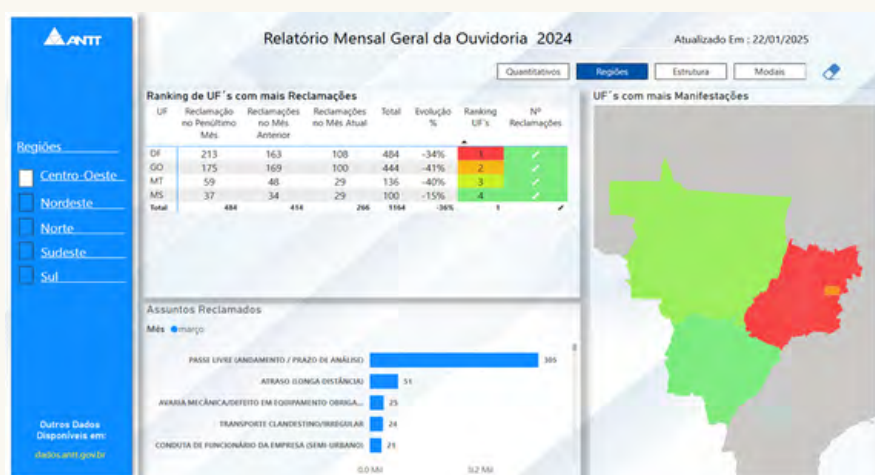 ANTT
Relatório Mensal Geral da Ouvidoria 2024
Atualizado Em : 22/01/2025
Quantitativos
Regiões
Estrutura
Modais
Regiões
Centro-Oeste
Nordeste
Norte
Sudeste
Sul
Outros Dados
Disponíveis em:
dados.antt.gov.br
Ranking de UF´s com mais Reclamações
UF Reclamação no Penúltimo Mês Reclamações no Mês Anterior Reclamações no Mês Atual Total Evolução % Ranking UF´s Nº Reclamações
DF 213 163 108 484 -34% 1
GO 175 169 100 444 -41% 2
MT 59 48 29 136 -40% 3
MS 37 34 29 100 -15% 4
Total 484 414 266 1164 -36% 1
UF´s com mais Manifestações
Assuntos Reclamados
Mês março
PASSE LIVRE (ANDAMENTO / PRAZO DE ANÁLISE) 305
ATRASO (LONGA DISTÂNCIA) 51
AVARIA MECÂNICA/DEFEITO EM EQUIPAMENTO OBRIGA... 25
TRANSPORTE CLANDESTINO/IRREGULAR 24
CONDUTA DE FUNCIONÁRIO DA EMPRESA (SEMI-URBANO) 21
0,0 Mil 0,2 Mil